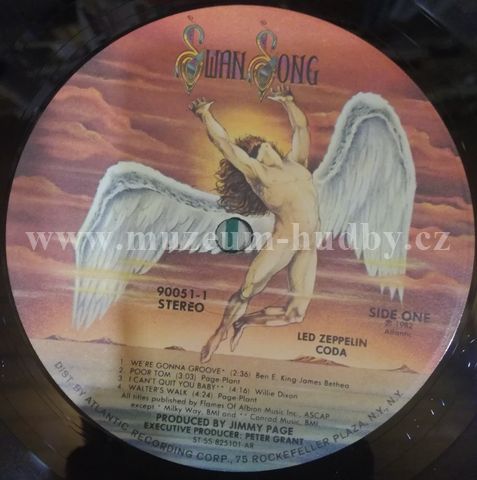 SWAN SONG
www.muzeum-hudby.cz
90051-1
STEREO
SIDE ONE
℗ 1982
Atlantic
LED ZEPPELIN
CODA
1 WE'RE GONNA GROOVE* (2:36) Ben E. King James Bethea
2 POOR TOM (3:03) Page-Plant
3 I CAN'T QUIT YOU BABY** (4:16) Willie Dixon
4 WALTER'S WALK (4:24) Page-Plant
All titles published by Flames Of Albion Music Inc., ASCAP
except * Milky Way, BMI and ** Conrad Music, BMI.
PRODUCED BY JIMMY PAGE
EXECUTIVE PRODUCER: PETER GRANT
ST-SS-825101-AR
DIST. BY ATLANTIC RECORDING CORP., 75 ROCKEFELLER PLAZA, N.Y., N.Y.